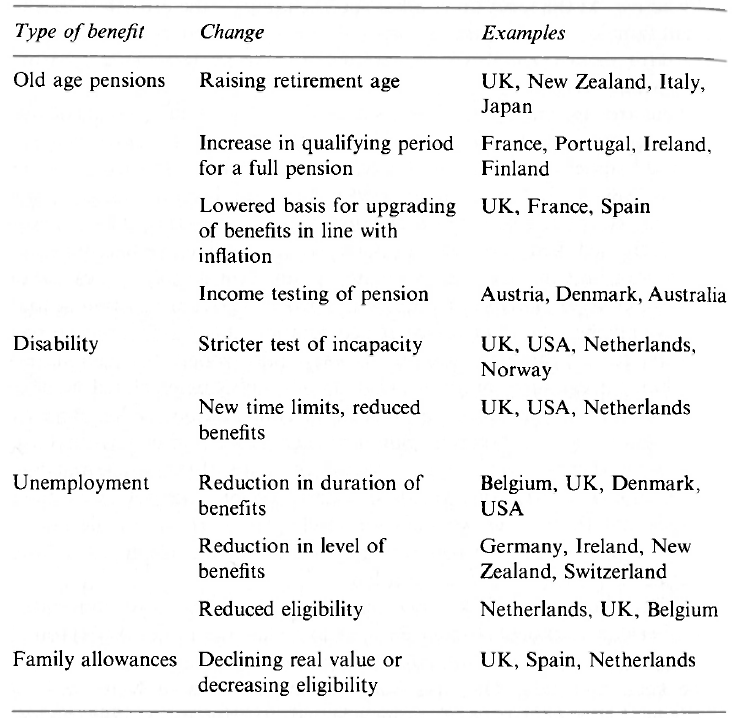 Type of benefit Change Examples
Old age pensions Raising retirement age UK, New Zealand, Italy,
Japan
Increase in qualifying period France, Portugal, Ireland,
for a full pension Finland
Lowered basis for upgrading UK, France, Spain
of benefits in line with
inflation
Income testing of pension Austria, Denmark, Australia
Disability Stricter test of incapacity UK, USA, Netherlands,
Norway
New time limits, reduced UK, USA, Netherlands
benefits
Unemployment Reduction in duration of Belgium, UK, Denmark,
benefits USA
Reduction in level of Germany, Ireland, New
benefits Zealand, Switzerland
Reduced eligibility Netherlands, UK, Belgium
Family allowances Declining real value or UK, Spain, Netherlands
decreasing eligibility